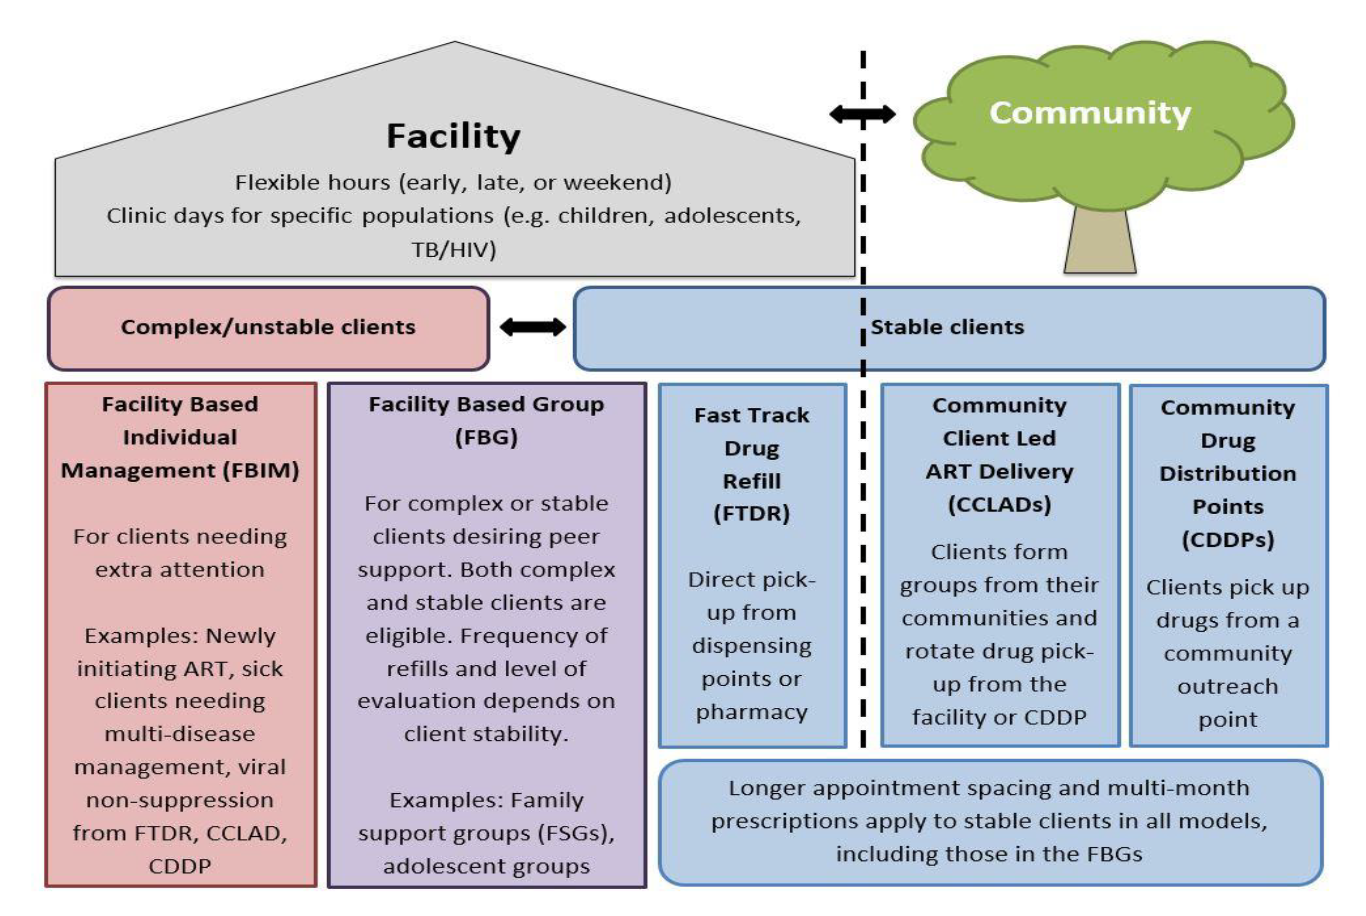 Facility
Flexible hours (early, late, or weekend)
Clinic days for specific populations (e.g. children, adolescents,
TB/HIV)
Community
Complex/unstable clients
Stable clients
Facility Based
Individual
Management (FBIM)
For clients needing
extra attention
Examples: Newly
initiating ART, sick
clients needing
multi-disease
management, viral
non-suppression
from FTDR, CCLAD,
CDDP
Facility Based Group
(FBG)
For complex or stable
clients desiring peer
support. Both complex
and stable clients are
eligible. Frequency of
refills and level of
evaluation depends on
client stability.
Examples: Family
support groups (FSGs),
adolescent groups
Fast Track
Drug
Refill
(FTDR)
Direct pick-
up from
dispensing
points or
pharmacy
Community
Client Led
ART Delivery
(CCLADs)
Clients form
groups from their
communities and
rotate drug pick-
up from the
facility or CDDP
Community
Drug
Distribution
Points
(CDDPs)
Clients pick up
drugs from a
community
outreach
point
Longer appointment spacing and multi-month
prescriptions apply to stable clients in all models,
including those in the FBGs